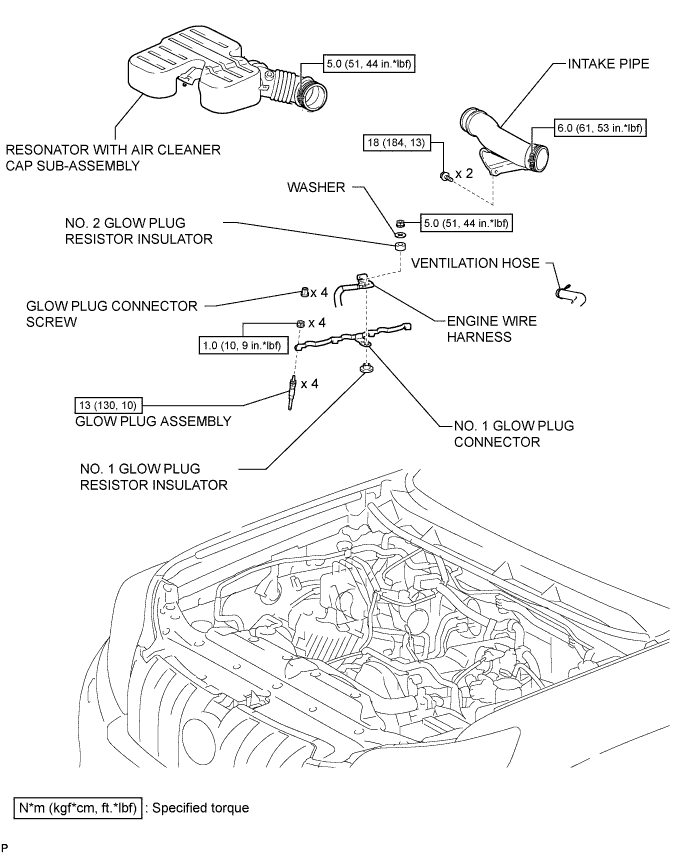 5.0 (51, 44 in.*lbf)
INTAKE PIPE
6.0 (61, 53 in.*lbf)
18 (184, 13)
RESONATOR WITH AIR CLEANER
CAP SUB-ASSEMBLY
x 2
WASHER
NO. 2 GLOW PLUG
RESISTOR INSULATOR
5.0 (51, 44 in.*lbf)
VENTILATION HOSE
x 4
GLOW PLUG CONNECTOR
SCREW
x 4
ENGINE WIRE
HARNESS
1.0 (10, 9 in.*lbf)
x 4
13 (130, 10)
GLOW PLUG ASSEMBLY
NO. 1 GLOW PLUG
CONNECTOR
NO. 1 GLOW PLUG
RESISTOR INSULATOR
N*m (kgf*cm, ft.*lbf) : Specified torque
P